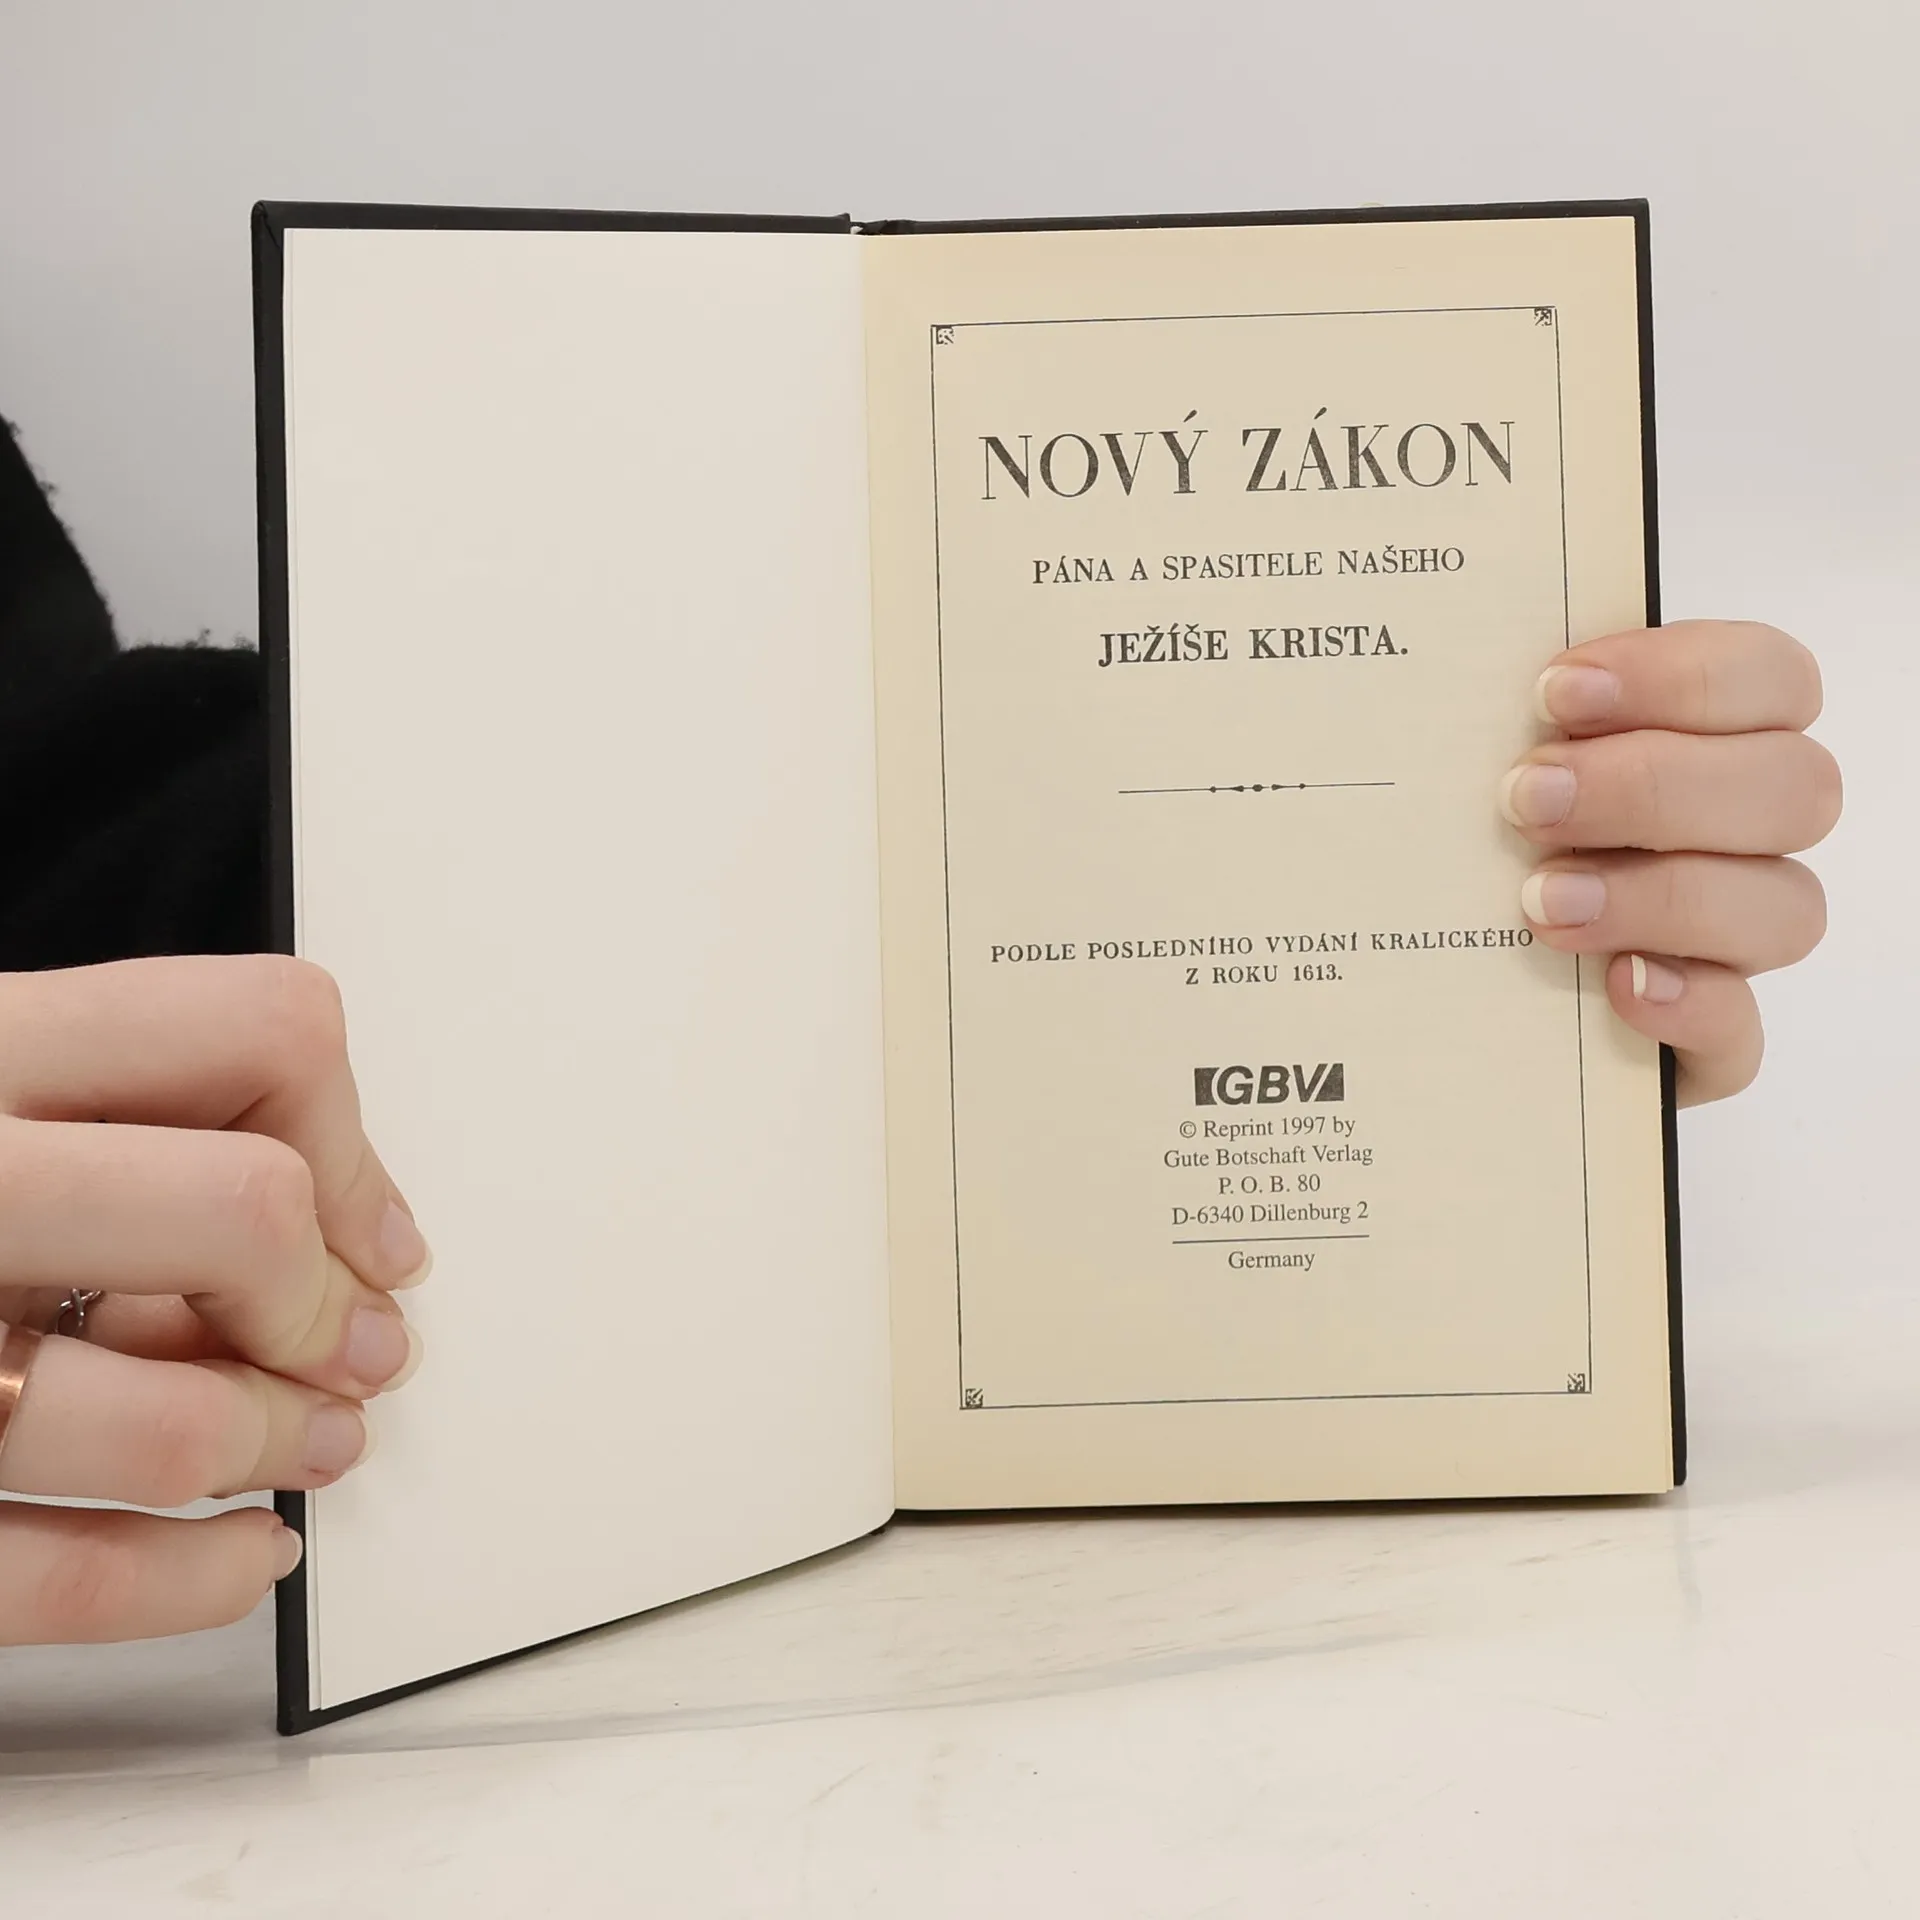 NOVÝ ZÁKON
PÁNA A SPASITELE NAŠEHO
JEŽÍŠE KRISTA.
PODLE POSLEDNÍHO VYDÁNÍ KRALICKÉHO
Z ROKU 1613.
GBV
© Reprint 1997 by
Gute Botschaft Verlag
P. O. B. 80
D-6340 Dillenburg 2
Germany